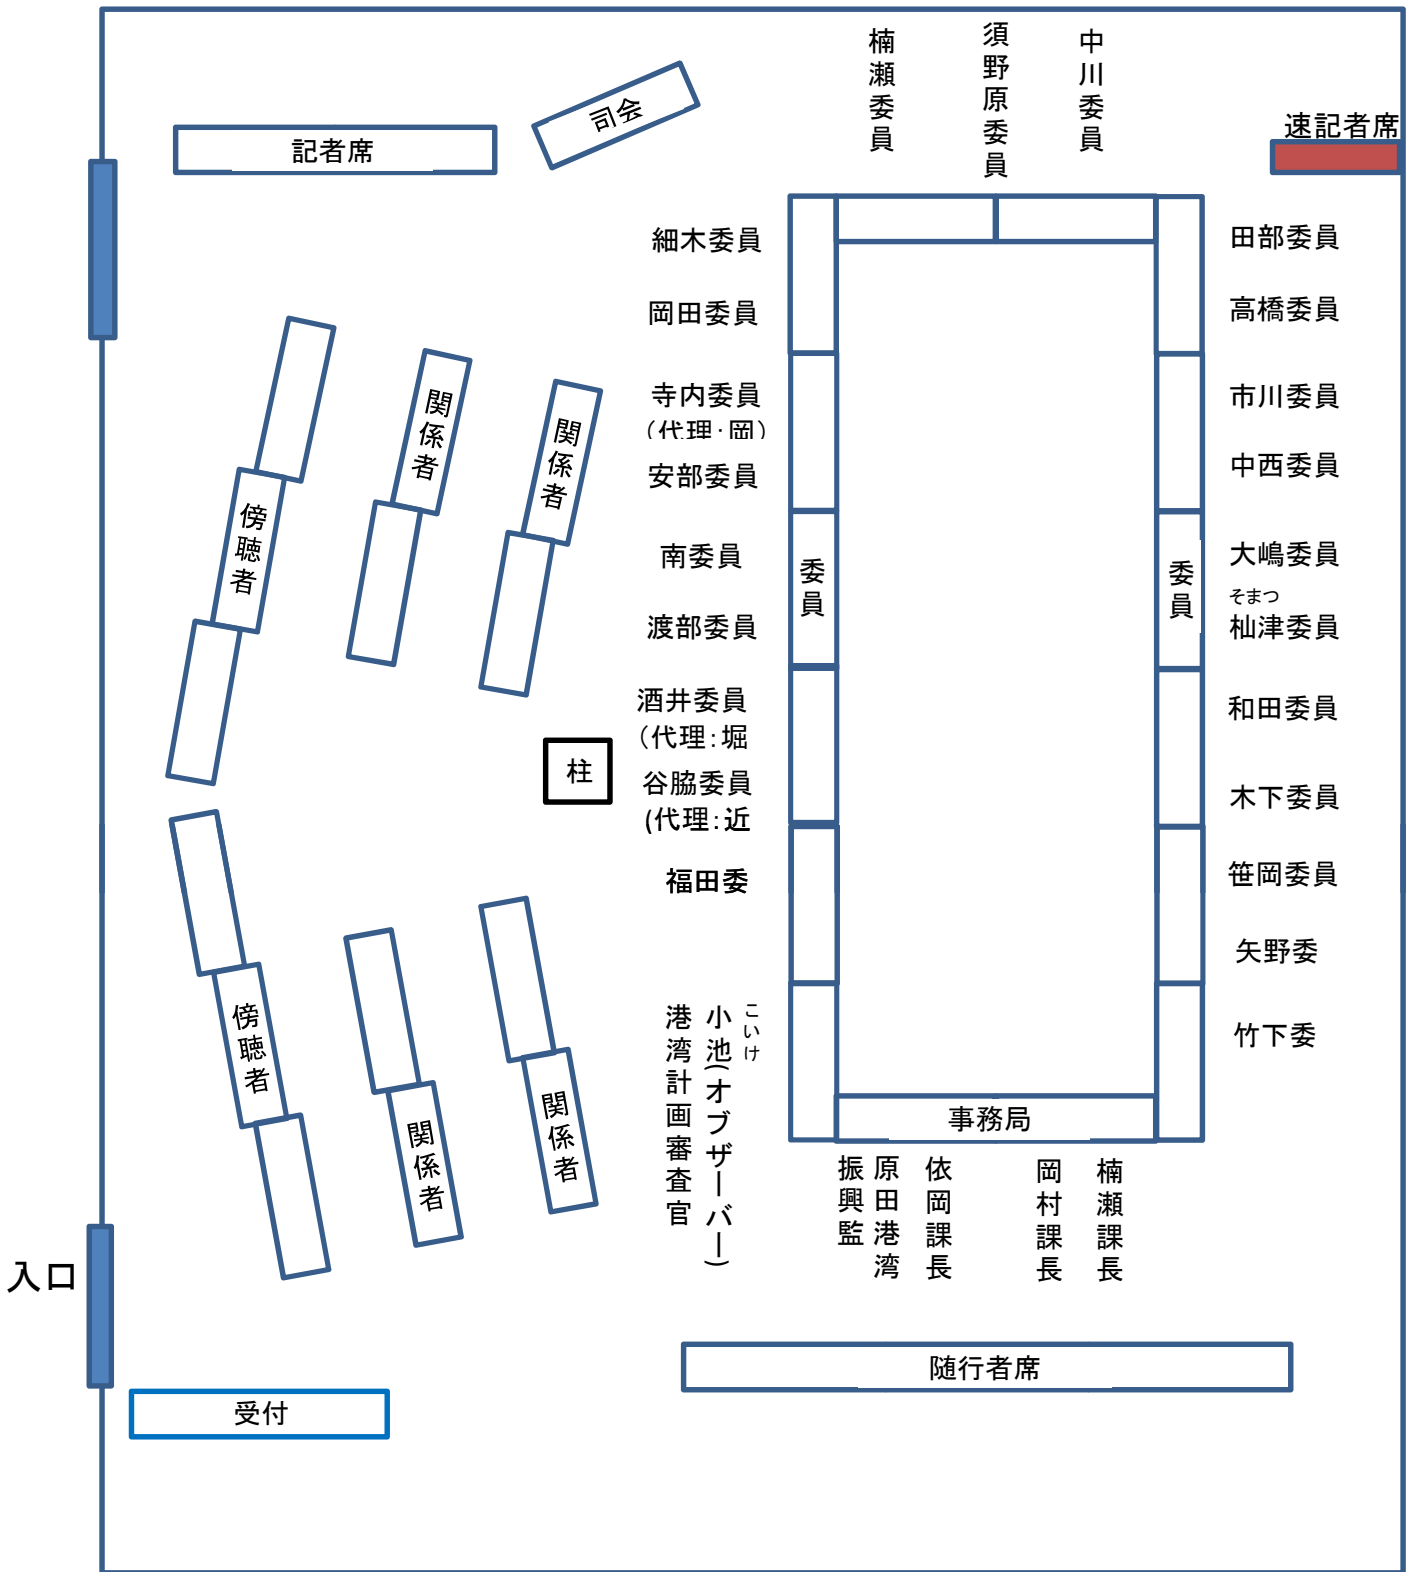 楠瀬委員
須野原委員
中川委員
速記者席
司会
記者席
細木委員
岡田委員
寺内委員
（代理・岡）
安部委員
南委員
渡部委員
酒井委員
（代理：堀
谷脇委員
(代理：近
福田委
田部委員
高橋委員
市川委員
中西委員
大嶋委員
そまつ
杣津委員
和田委員
木下委員
笹岡委員
矢野委
竹下委
委員
委員
関係者
関係者
傍聴者
柱
傍聴者
関係者
関係者
こいけ
小池(オブザーバー)
港湾計画審査官
事務局
原田港湾
振興監
依岡課長
岡村課長
楠瀬課長
入口
随行者席
受付